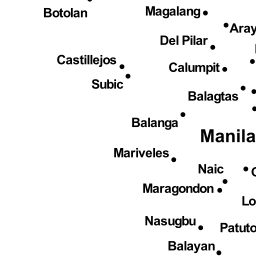 Magalang
Botolan
Aray
Del Pilar
Castillejos
Calumpit
Subic
Balagtas
Balanga
Manila
Mariveles
Naic
Maragondon
Lo
Nasugbu
Patuto
Balayan